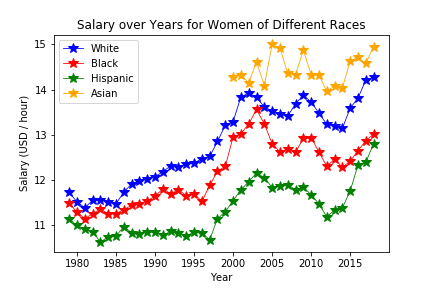 Salary over Years for Women of Different Races
White
Black
Hispanic
Asian
Salary (USD / hour)
15
14
13
12
11
1980 1985 1990 1995 2000 2005 2010 2015
Year